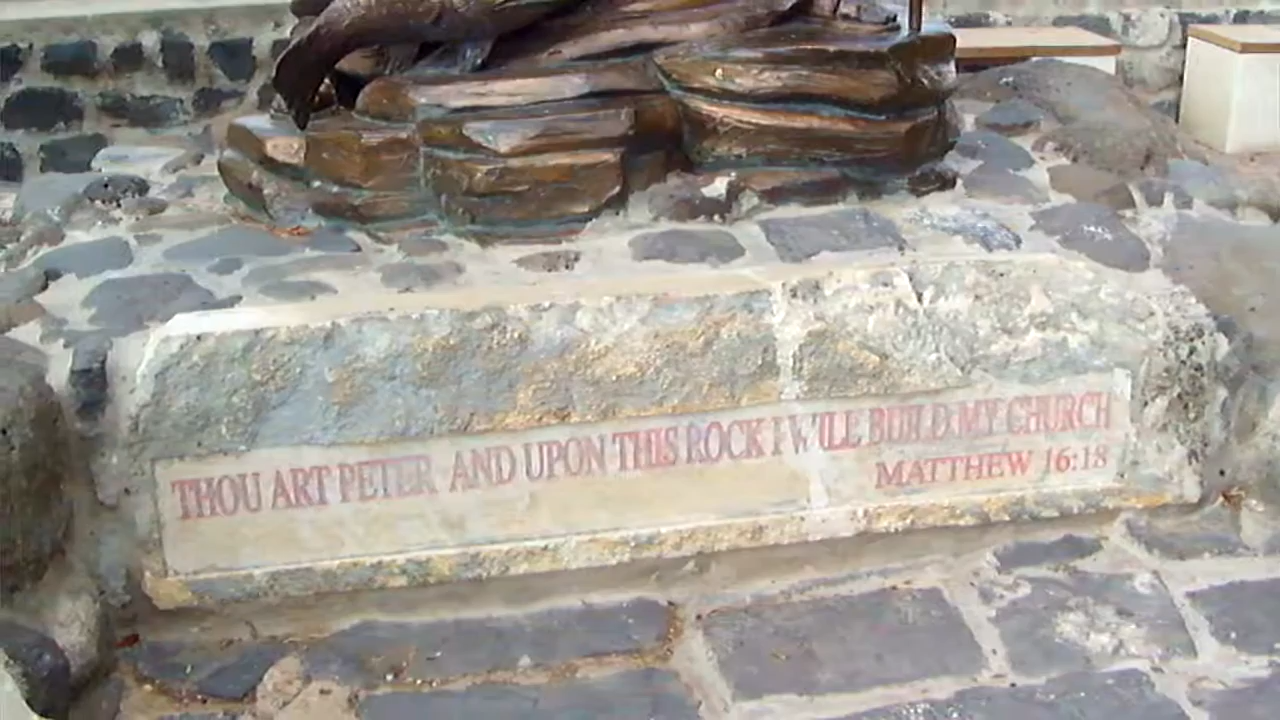 THOU ART PETER AND UPON THIS ROCK I WILL BUILD MY CHURCH
MATTHEW 16:18